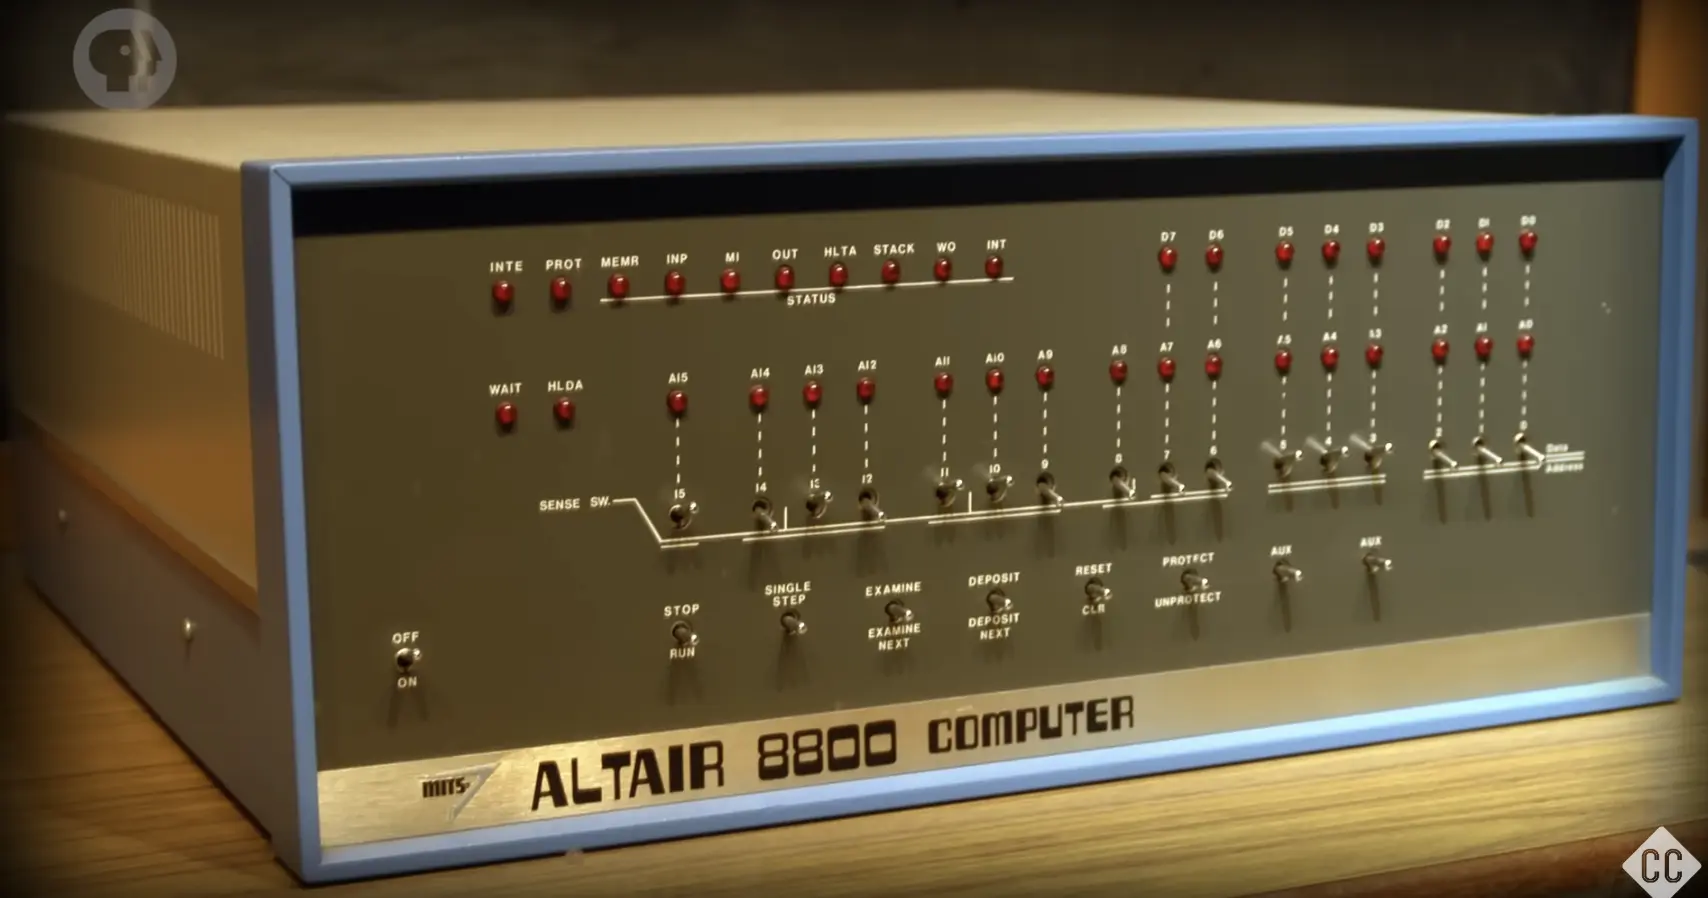 D7 D6 D5 D4 D3 D2 D1 D0
INTE PROT MEMR INP MI OUT HLTA STACK WO INT
STATUS
A8 A7 A6 A5 A4 A3 A2 A1 A0
WAIT HLDA A15 A14 A13 A12 A11 A10 A9
SENSE SW. 15 14 13 12 11 10 9 8 7 6 5 4 3 2 1 0
Data
Address
OFF
ON
STOP
RUN
SINGLE
STEP
EXAMINE
EXAMINE
NEXT
DEPOSIT
DEPOSIT
NEXT
RESET
CLR
PROTECT
UNPROTECT
AUX
AUX
mits
ALTAIR 8800 COMPUTER
CC